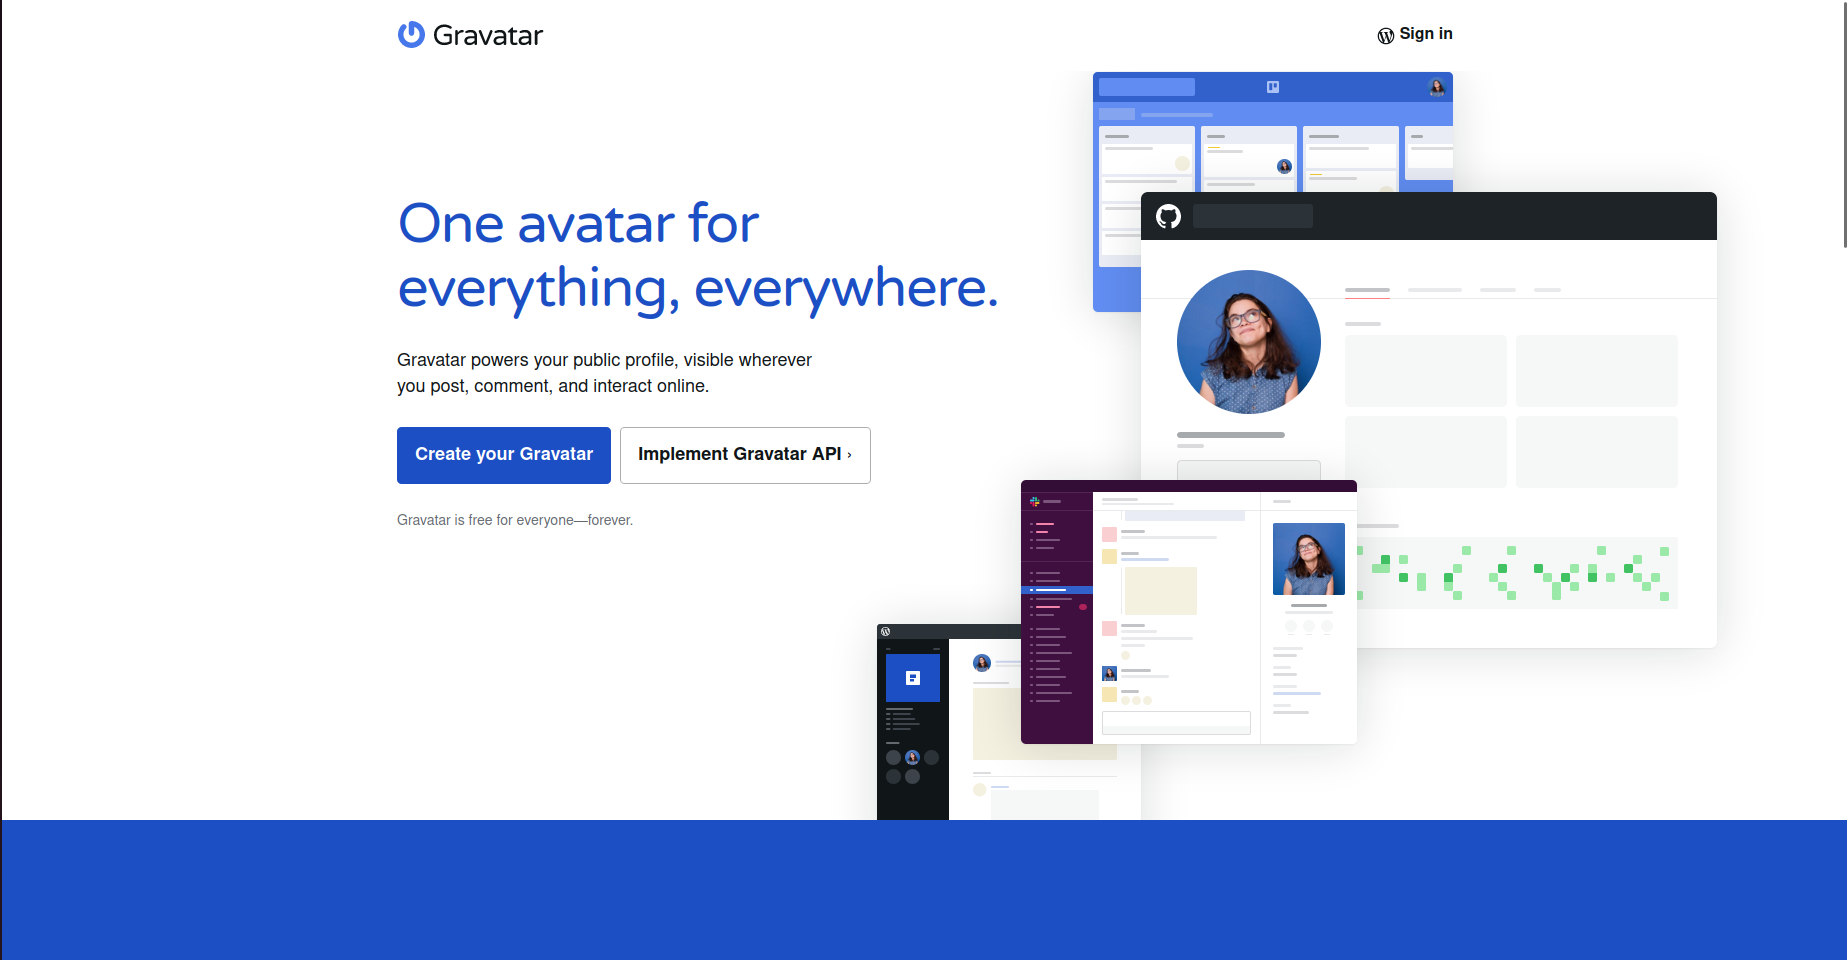 Gravatar
Sign in
One avatar for
everything, everywhere.
Gravatar powers your public profile, visible wherever
you post, comment, and interact online.
Create your Gravatar
Implement Gravatar API ›
Gravatar is free for everyone—forever.